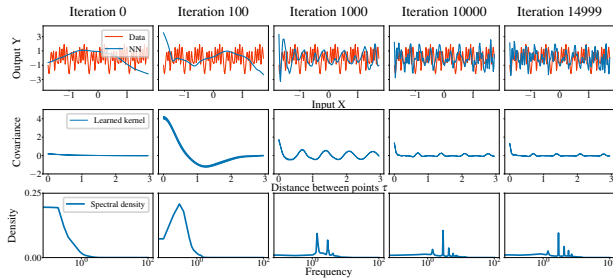 Iteration 0 Iteration 100 Iteration 1000 Iteration 10000 Iteration 14999
Output Y
3
1
−1
−3
Data
NN
−1 0 1 −1 0 1 −1 0 1 −1 0 1 −1 0 1
Input X
Covariance
4
2
0
−2
Learned kernel
0 1 2 3 0 1 2 3 0 1 2 3 0 1 2 3 0 1 2 3
Distance between points τ
Density
0.25
0.00
Spectral density
10⁰ 10² 10⁰ 10² 10⁰ 10² 10⁰ 10² 10⁰ 10²
Frequency